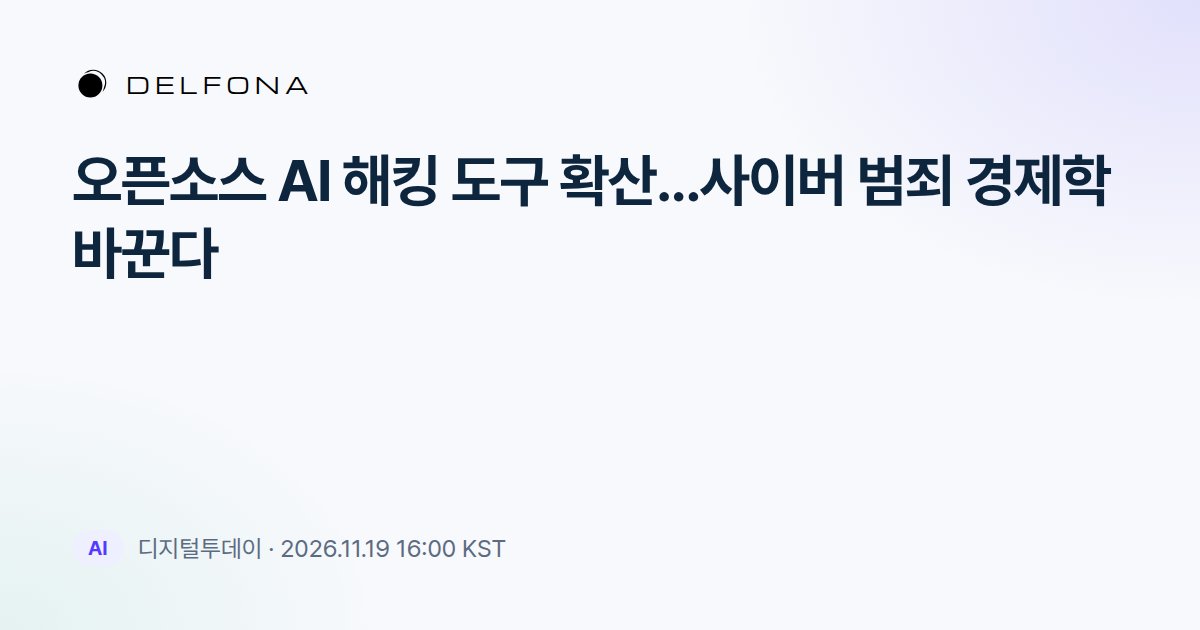 DELFONA
오픈소스 AI 해킹 도구 확산...사이버 범죄 경제학
바꾼다
AI 디지털투데이 · 2026.11.19 16:00 KST